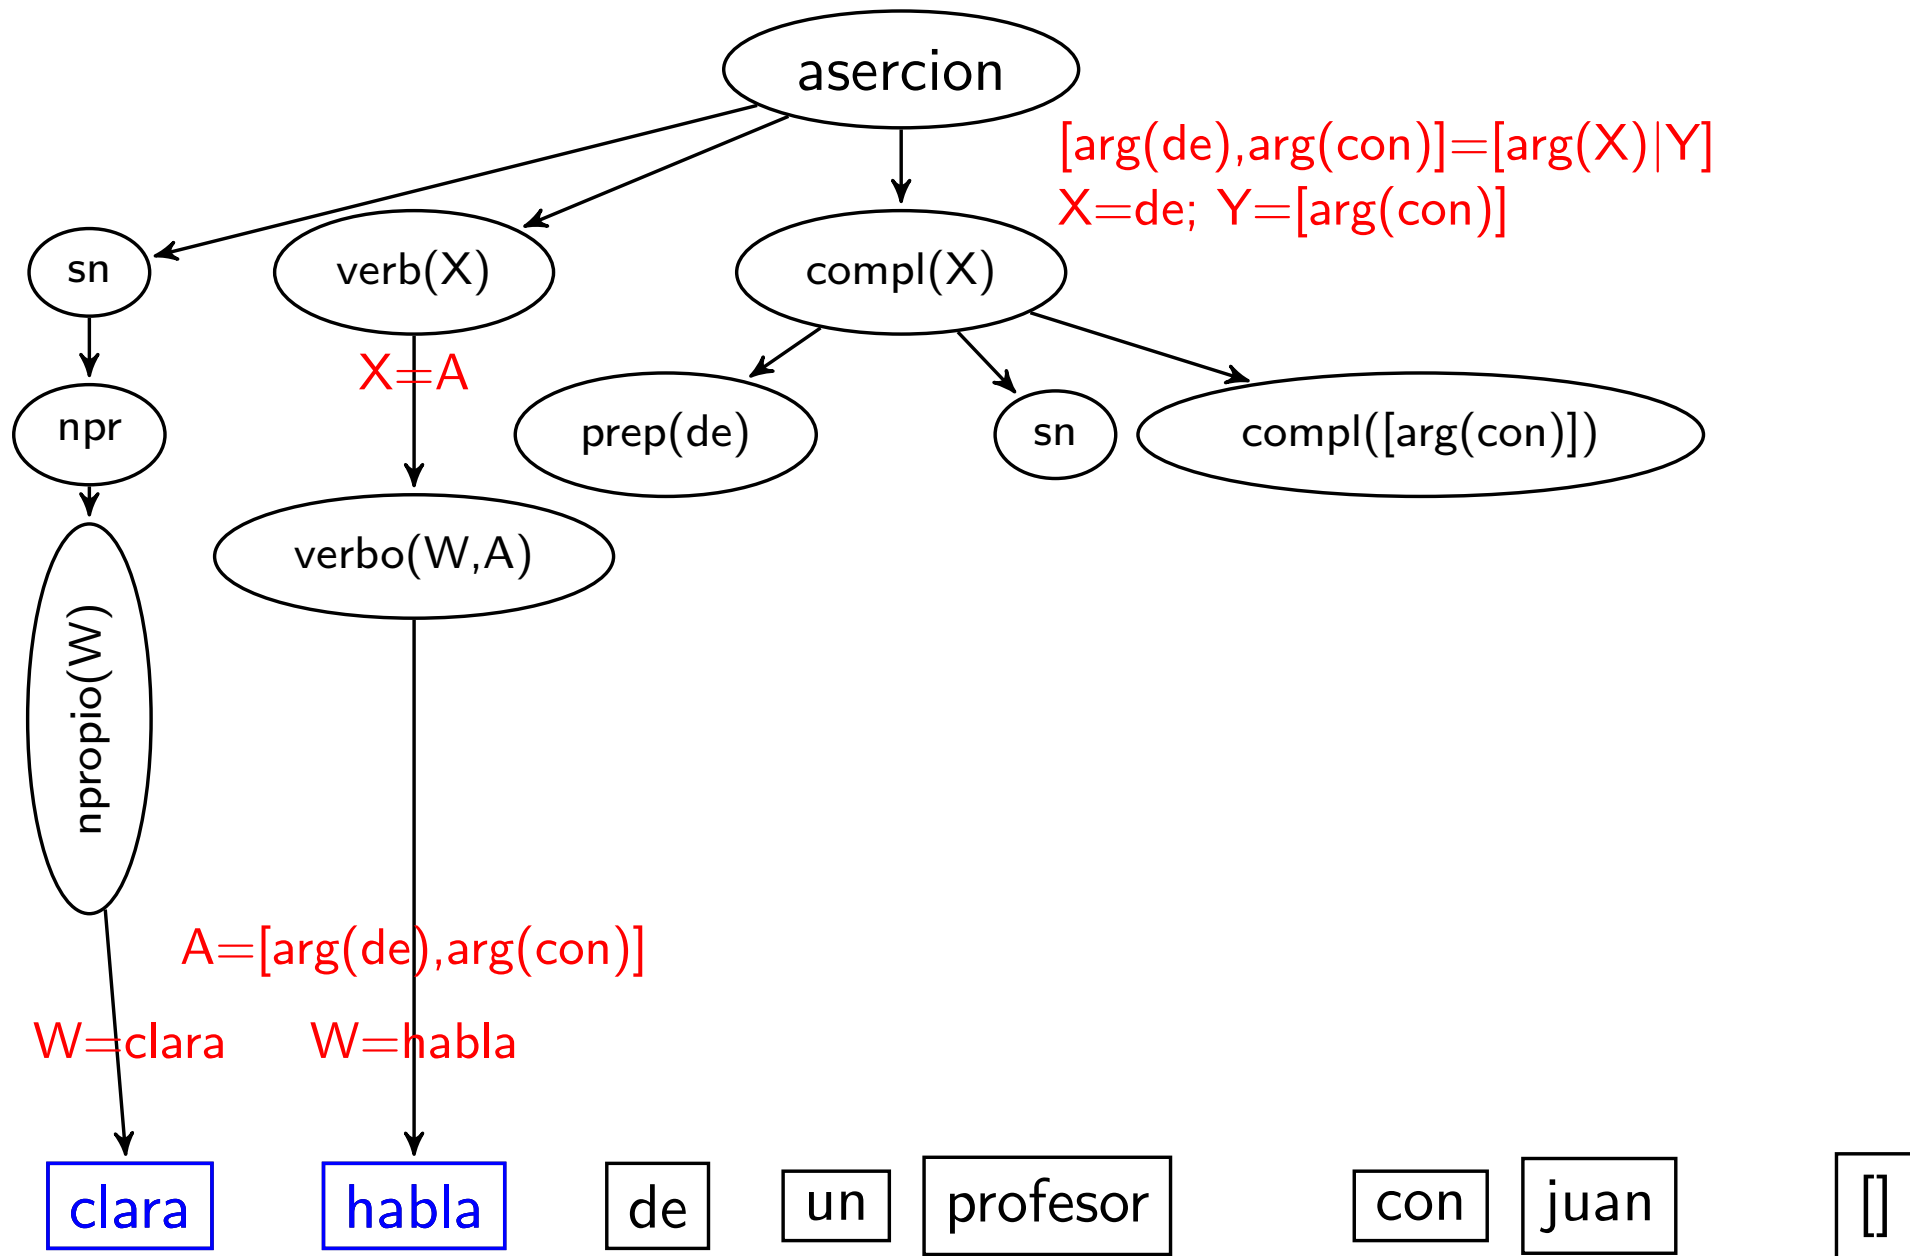 asercion
[arg(de),arg(con)]=[arg(X)|Y]
X=de; Y=[arg(con)]
sn
verb(X)
compl(X)
X=A
npr
prep(de)
sn
compl([arg(con)])
verbo(W,A)
npropio(W)
A=[arg(de),arg(con)]
W=clara
W=habla
clara
habla
de
un
profesor
con
juan
[]